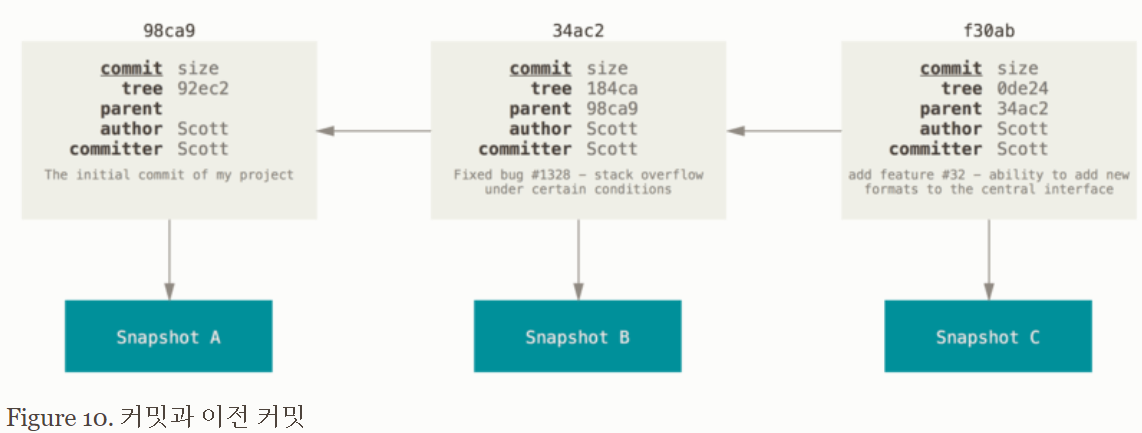 98ca9
commit size
tree 92ec2
parent
author Scott
committer Scott
The initial commit of my project
Snapshot A
34ac2
commit size
tree 184ca
parent 98ca9
author Scott
committer Scott
Fixed bug #1328 – stack overflow
under certain conditions
Snapshot B
f30ab
commit size
tree 0de24
parent 34ac2
author Scott
committer Scott
add feature #32 – ability to add new
formats to the central interface
Snapshot C
Figure 10. 커밋과 이전 커밋